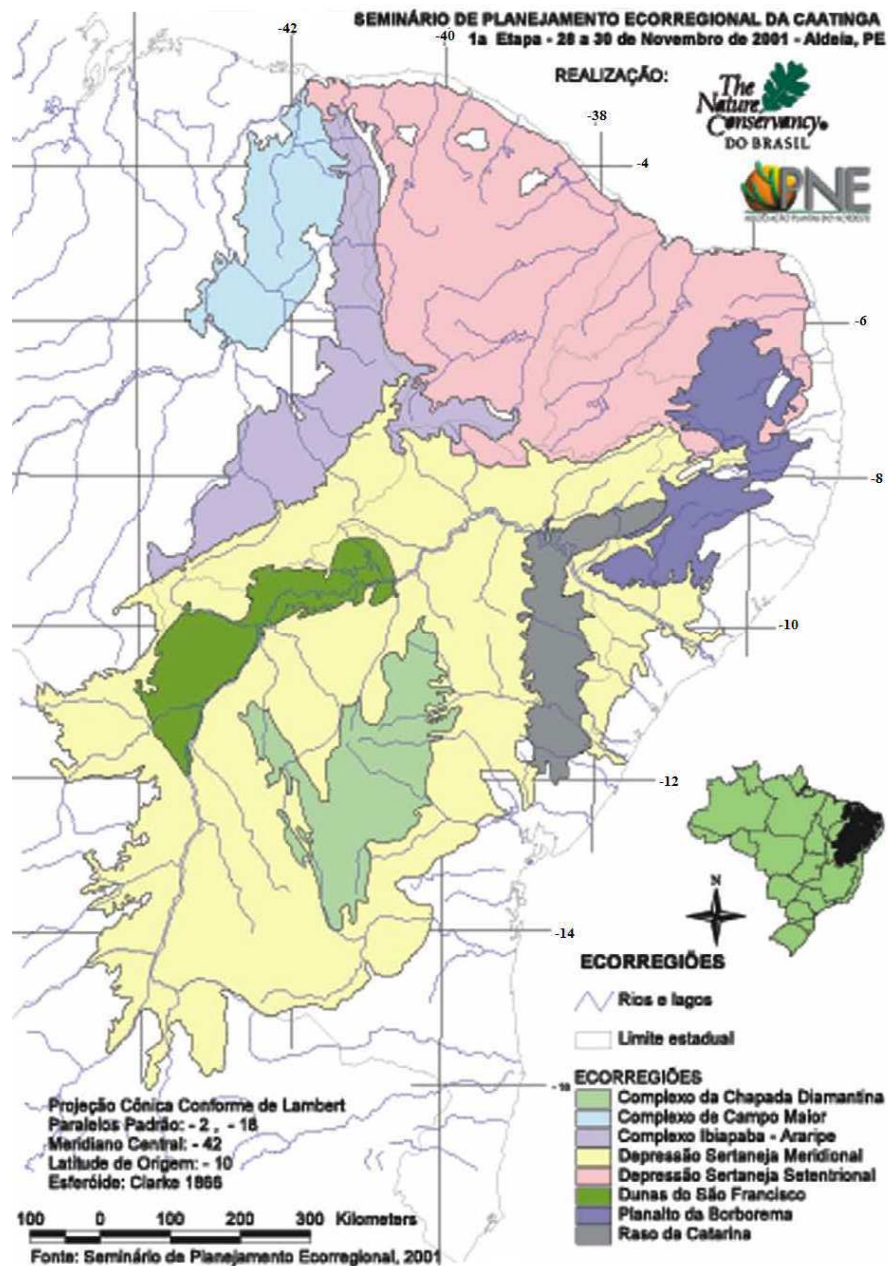 SEMINÁRIO DE PLANEJAMENTO ECORREGIONAL DA CAATINGA
1a Etapa - 28 a 30 de Novembro de 2001 - Aldeia, PE
REALIZAÇÃO:
The
Nature
Conservancy®
DO BRASIL
PNE
ASSOCIAÇÃO PLANTAS DO NORDESTE
-42
-40
-38
-4
-6
-8
-10
-12
-14
N
ECORREGIÕES
Rios e lagos
Limite estadual
ECORREGIÕES
Complexo da Chapada Diamantina
Complexo de Campo Maior
Complexo Ibiapaba - Araripe
Depressão Sertaneja Meridional
Depressão Sertaneja Setentrional
Dunas do São Francisco
Planalto da Borborema
Raso da Catarina
Projeção Cônica Conforme de Lambert
Paralelos Padrão: - 2 , - 18
Meridiano Central: - 42
Latitude de Origem: - 10
Esferóide: Clarke 1866
100 0 100 200 300 Kilometers
Fonte: Seminário de Planejamento Ecorregional, 2001